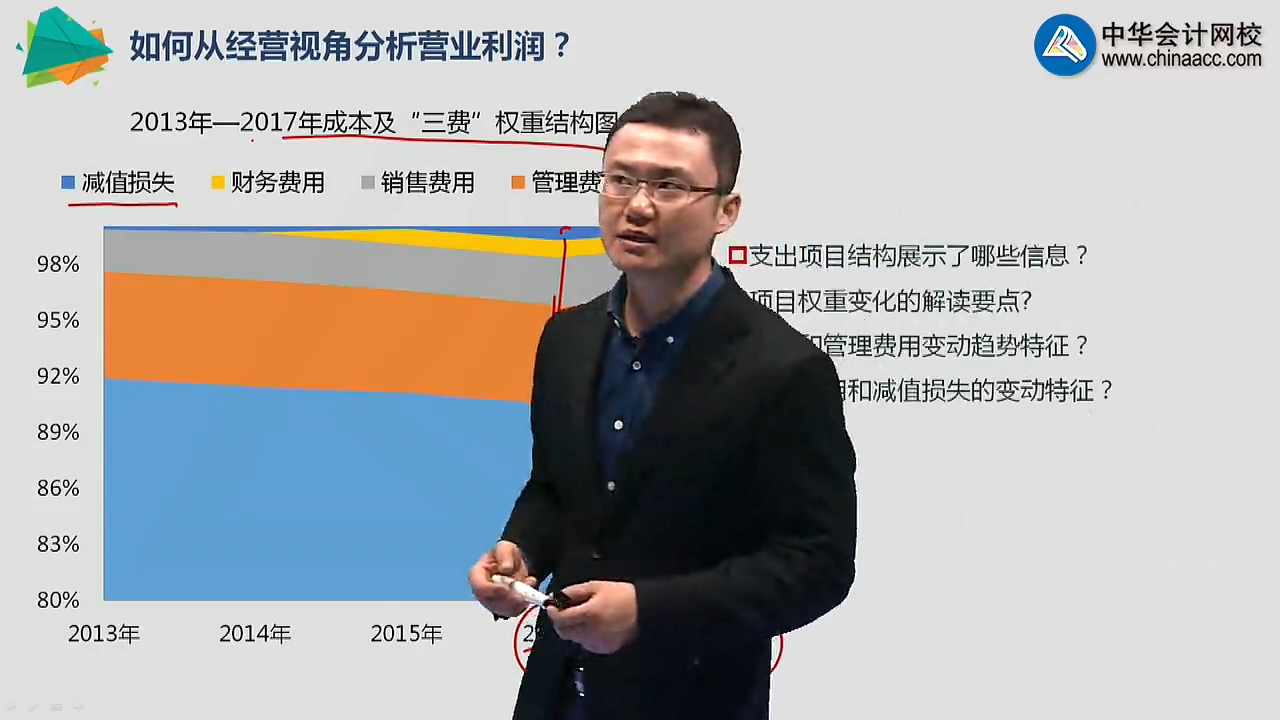 如何从经营视角分析营业利润？
中华会计网校
www.chinaacc.com
2013年—2017年成本及“三费”权重结构图
减值损失 财务费用 销售费用 管理费
支出项目结构展示了哪些信息？
项目权重变化的解读要点?
管理费用变动趋势特征？
和减值损失的变动特征？
98%
95%
92%
89%
86%
83%
80%
2013年 2014年 2015年